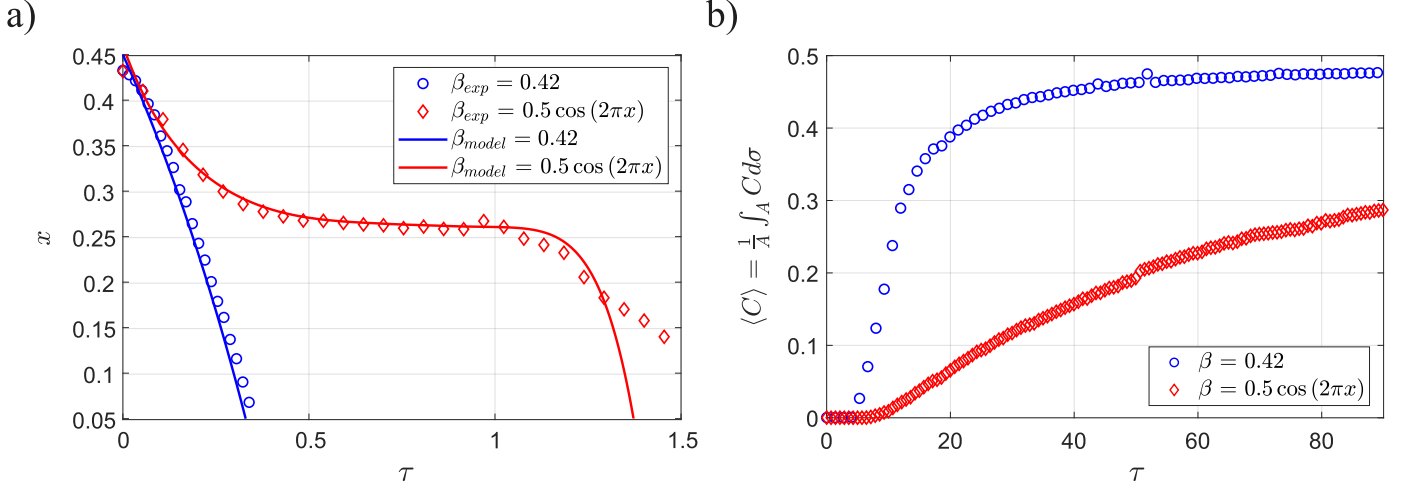 a)
0.45
0.4
0.35
0.3
0.25
0.2
0.15
0.1
0.05
x
0
0.5
1
1.5
τ
β_exp = 0.42
β_exp = 0.5 cos (2πx)
β_model = 0.42
β_model = 0.5 cos (2πx)
b)
0.5
0.4
0.3
0.2
0.1
0
⟨C⟩ = 1/A ∫_A C dσ
0
20
40
60
80
τ
β = 0.42
β = 0.5 cos (2πx)